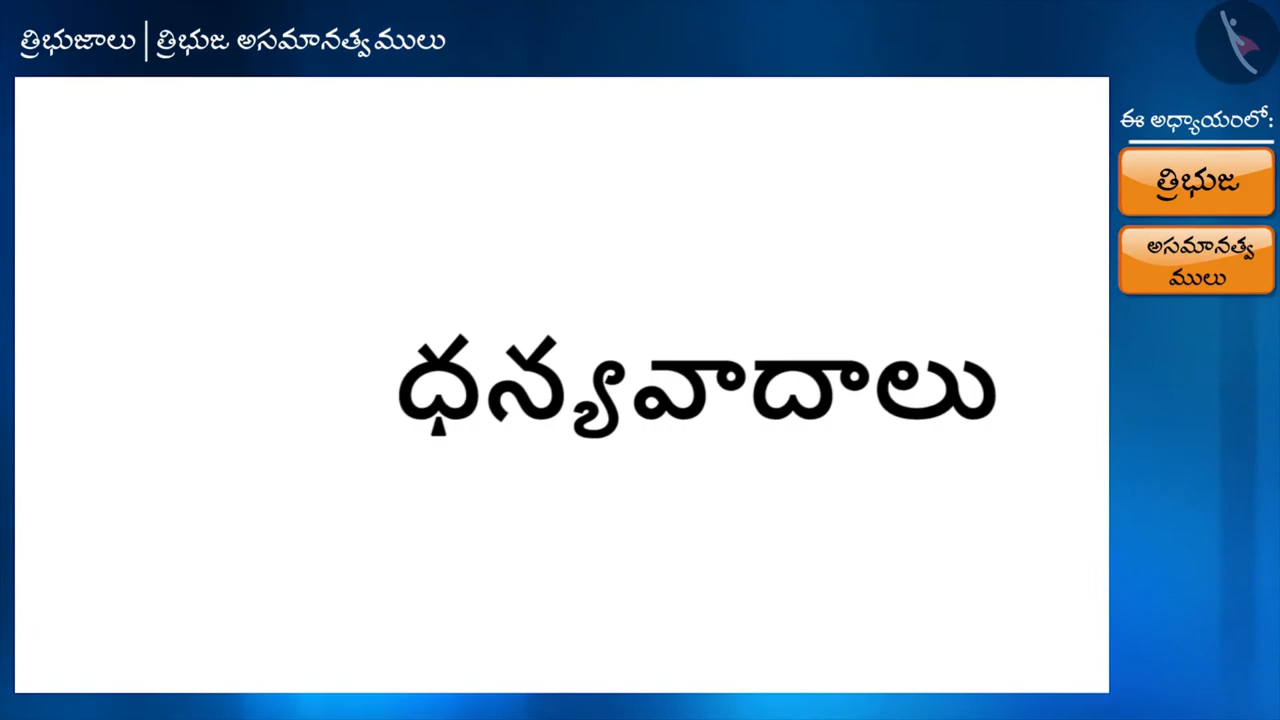 త్రిభుజాలు | త్రిభుజ అసమానత్వములు
ఈ అధ్యాయంలో:
త్రిభుజ
అసమానత్వ
ములు
ధన్యవాదాలు